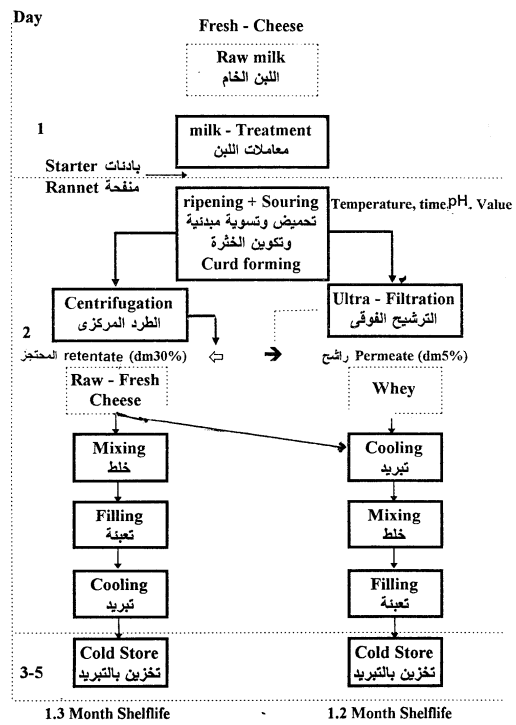 Day
Fresh - Cheese
Raw milk
اللبن الخام
1
milk - Treatment
معاملات اللبن
Starter بادئات
Rannet منفحة
ripening + Souring
تحميض وتسوية مبدئية
وتكوين الخثرة
Curd forming
Temperature, time.pH. Value
Centrifugation
الطرد المركزى
Ultra - Filtration
الترشيح الفوقى
2
المحتجز retentate (dm30%)
راشح Permeate (dm5%)
Raw - Fresh
Cheese
Whey
Mixing
خلط
Cooling
تبريد
Filling
تعبئة
Mixing
خلط
Cooling
تبريد
Filling
تعبئة
3-5
Cold Store
تخزين بالتبريد
Cold Store
تخزين بالتبريد
1.3 Month Shelflife
1.2 Month Shelflife